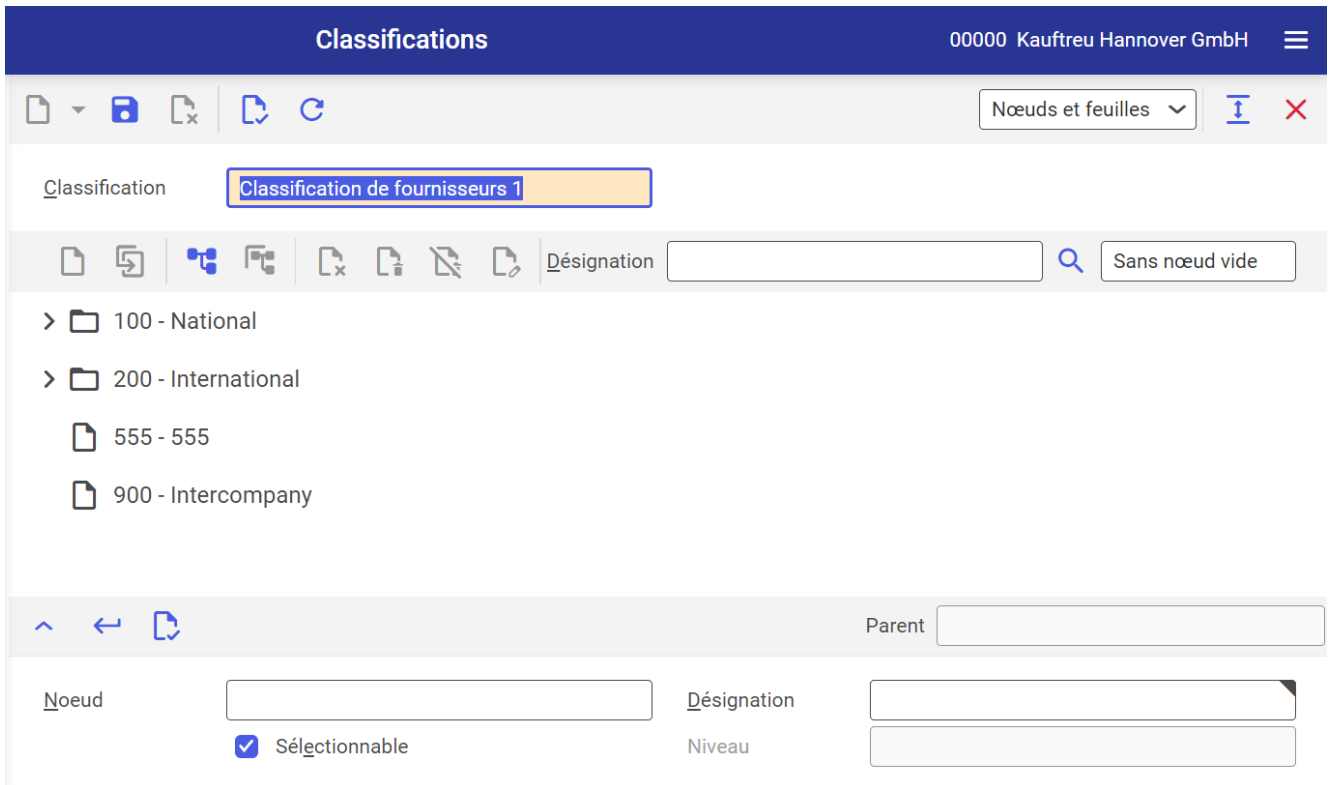 Classifications
00000 Kauftreu Hannover GmbH
Nœuds et feuilles
Classification Classification de fournisseurs 1
Désignation Sans nœud vide
100 - National
200 - International
555 - 555
900 - Intercompany
Parent
Noeud Désignation
Sélectionnable Niveau